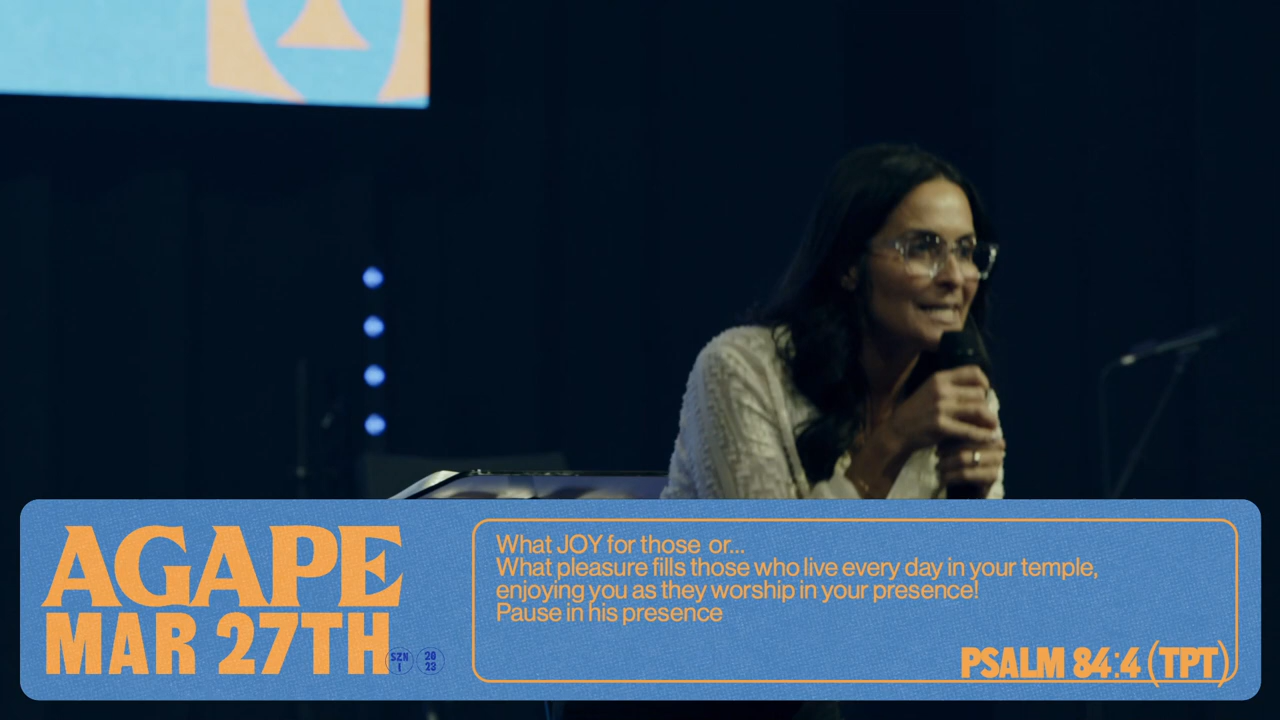 AGAPE
MAR 27TH
SZN
1
20
23
What JOY for those or...
What pleasure fills those who live every day in your temple,
enjoying you as they worship in your presence!
Pause in his presence
PSALM 84:4 (TPT)